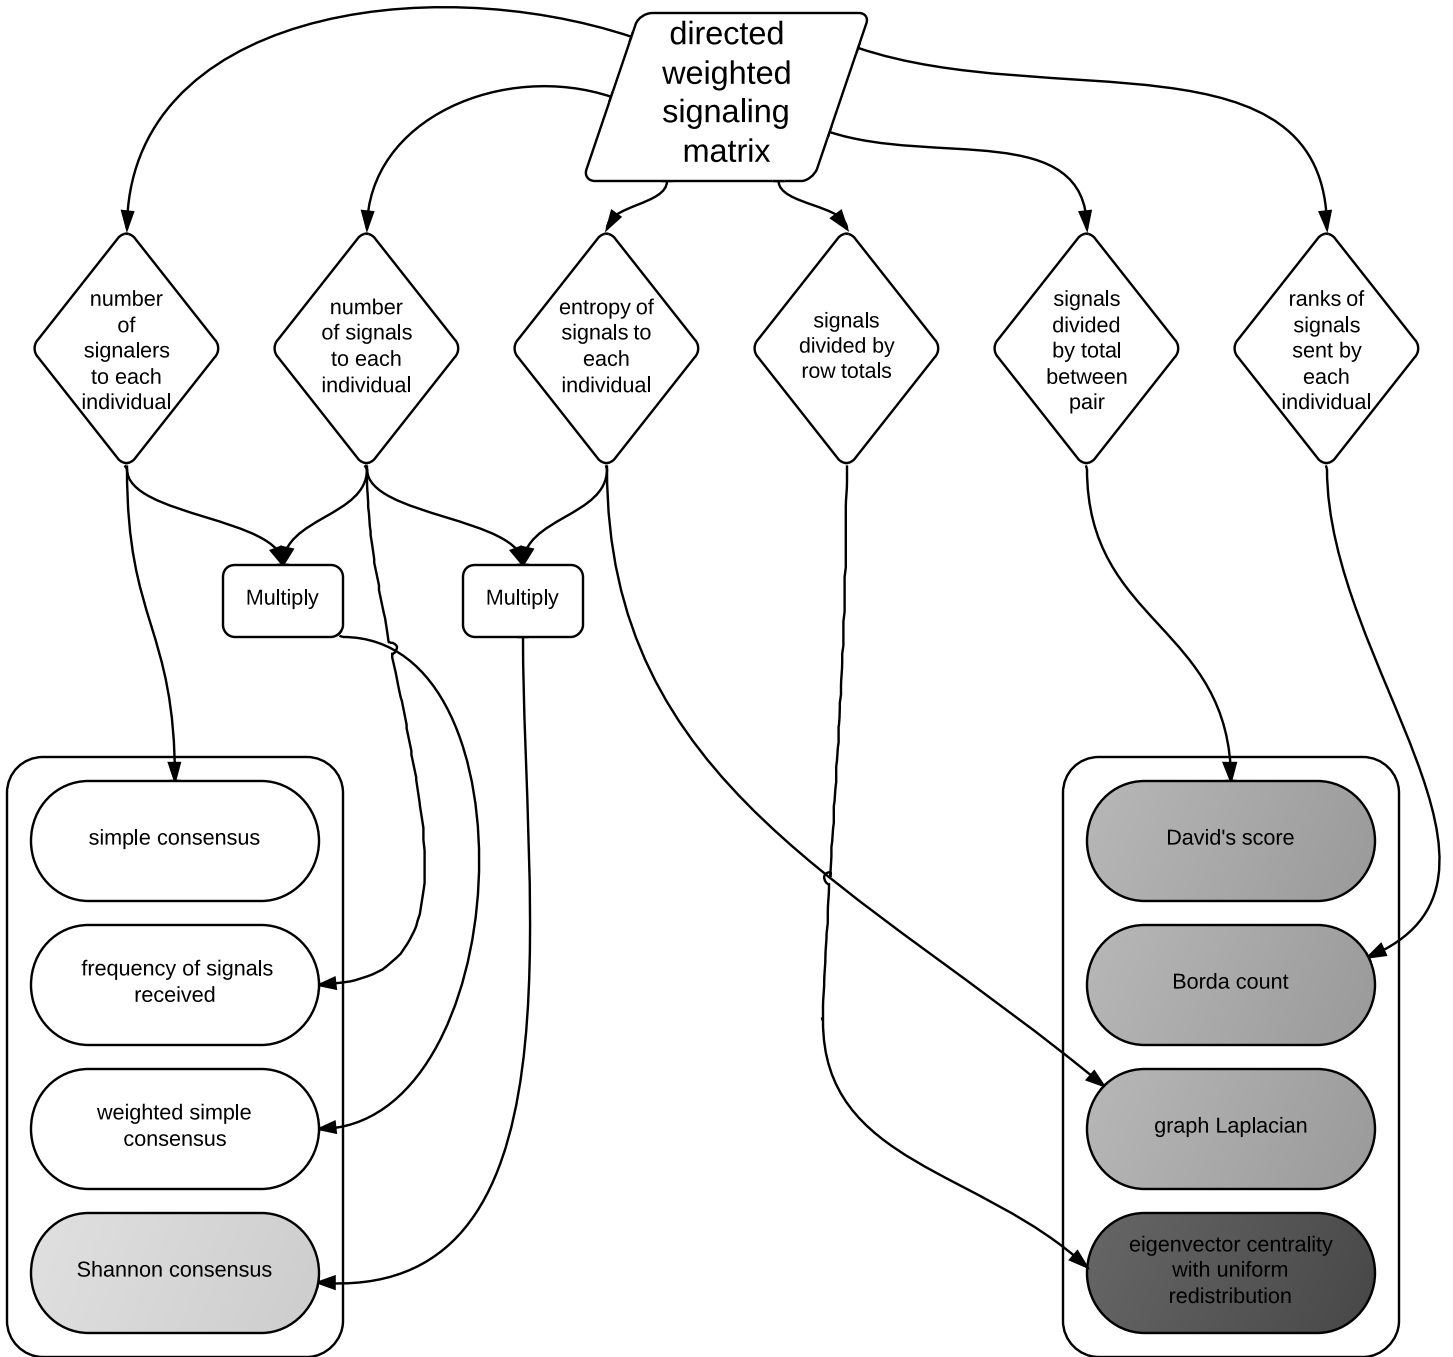 directed
weighted
signaling
matrix
number
of
signalers
to each
individual
number
of signals
to each
individual
entropy of
signals to
each
individual
signals
divided by
row totals
signals
divided
by total
between
pair
ranks of
signals
sent by
each
individual
Multiply
Multiply
simple consensus
frequency of signals
received
weighted simple
consensus
Shannon consensus
David's score
Borda count
graph Laplacian
eigenvector centrality
with uniform
redistribution